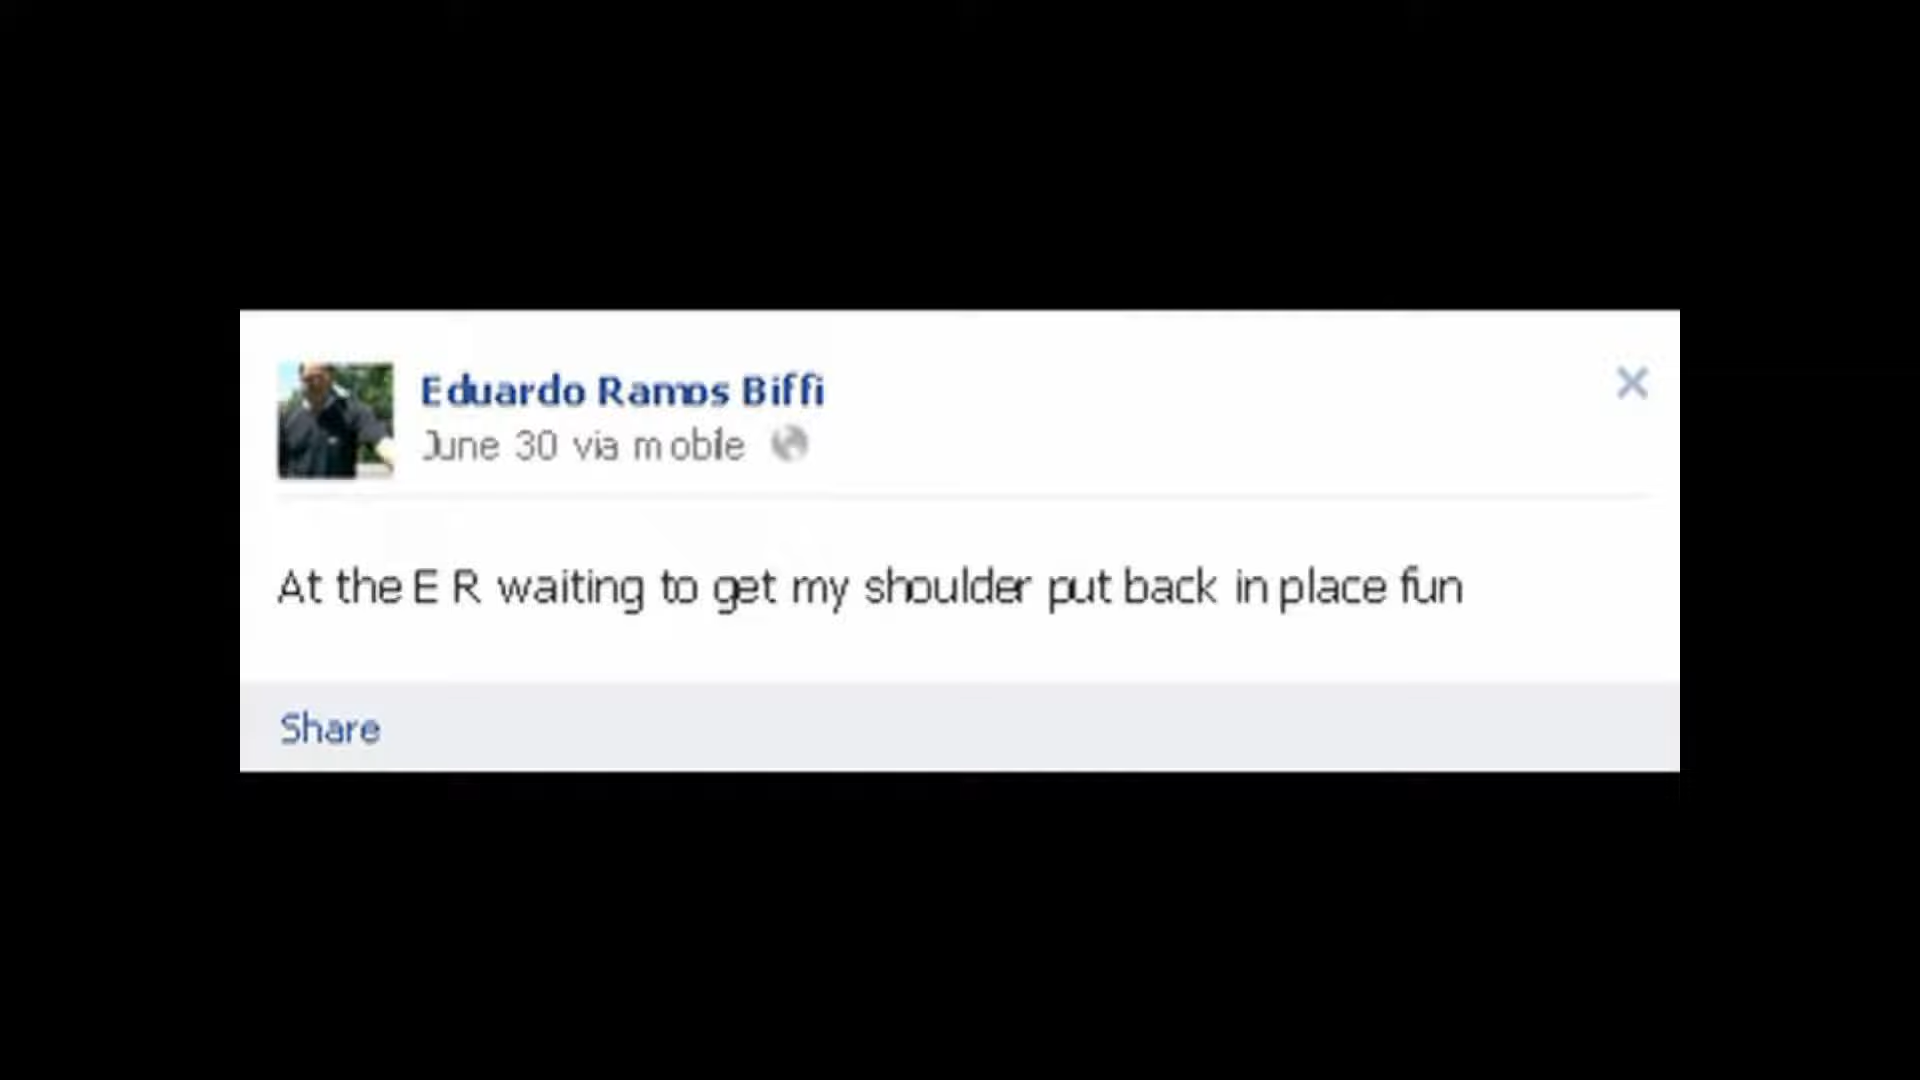 Eduardo Ramos Biffi
June 30 via mobile
At the ER waiting to get my shoulder put back in place fun
Share